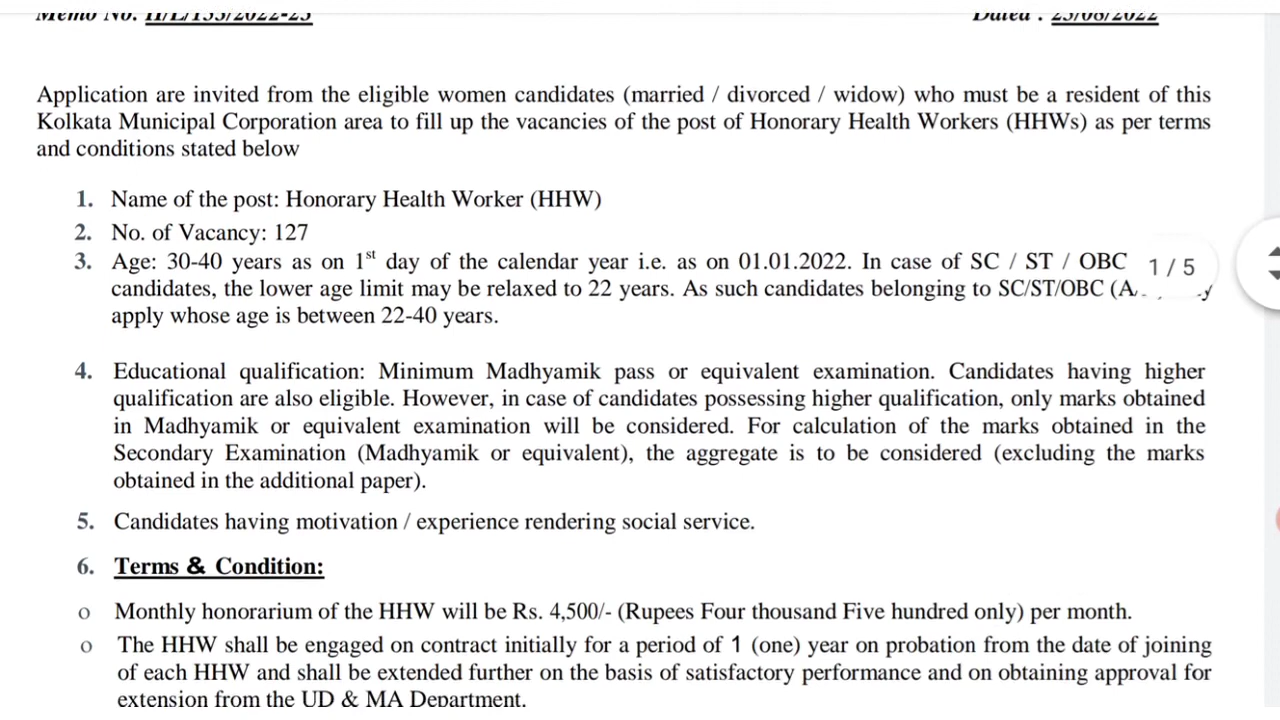 Memo No. H/L/133/2022-23 Dated : 23/08/2022
Application are invited from the eligible women candidates (married / divorced / widow) who must be a resident of this
Kolkata Municipal Corporation area to fill up the vacancies of the post of Honorary Health Workers (HHWs) as per terms
and conditions stated below
1. Name of the post: Honorary Health Worker (HHW)
2. No. of Vacancy: 127
3. Age: 30-40 years as on 1st day of the calendar year i.e. as on 01.01.2022. In case of SC / ST / OBC
1 / 5
candidates, the lower age limit may be relaxed to 22 years. As such candidates belonging to SC/ST/OBC
apply whose age is between 22-40 years.
4. Educational qualification: Minimum Madhyamik pass or equivalent examination. Candidates having higher
qualification are also eligible. However, in case of candidates possessing higher qualification, only marks obtained
in Madhyamik or equivalent examination will be considered. For calculation of the marks obtained in the
Secondary Examination (Madhyamik or equivalent), the aggregate is to be considered (excluding the marks
obtained in the additional paper).
5. Candidates having motivation / experience rendering social service.
6. Terms & Condition:
o Monthly honorarium of the HHW will be Rs. 4,500/- (Rupees Four thousand Five hundred only) per month.
o The HHW shall be engaged on contract initially for a period of 1 (one) year on probation from the date of joining
of each HHW and shall be extended further on the basis of satisfactory performance and on obtaining approval for
extension from the UD & MA Department.